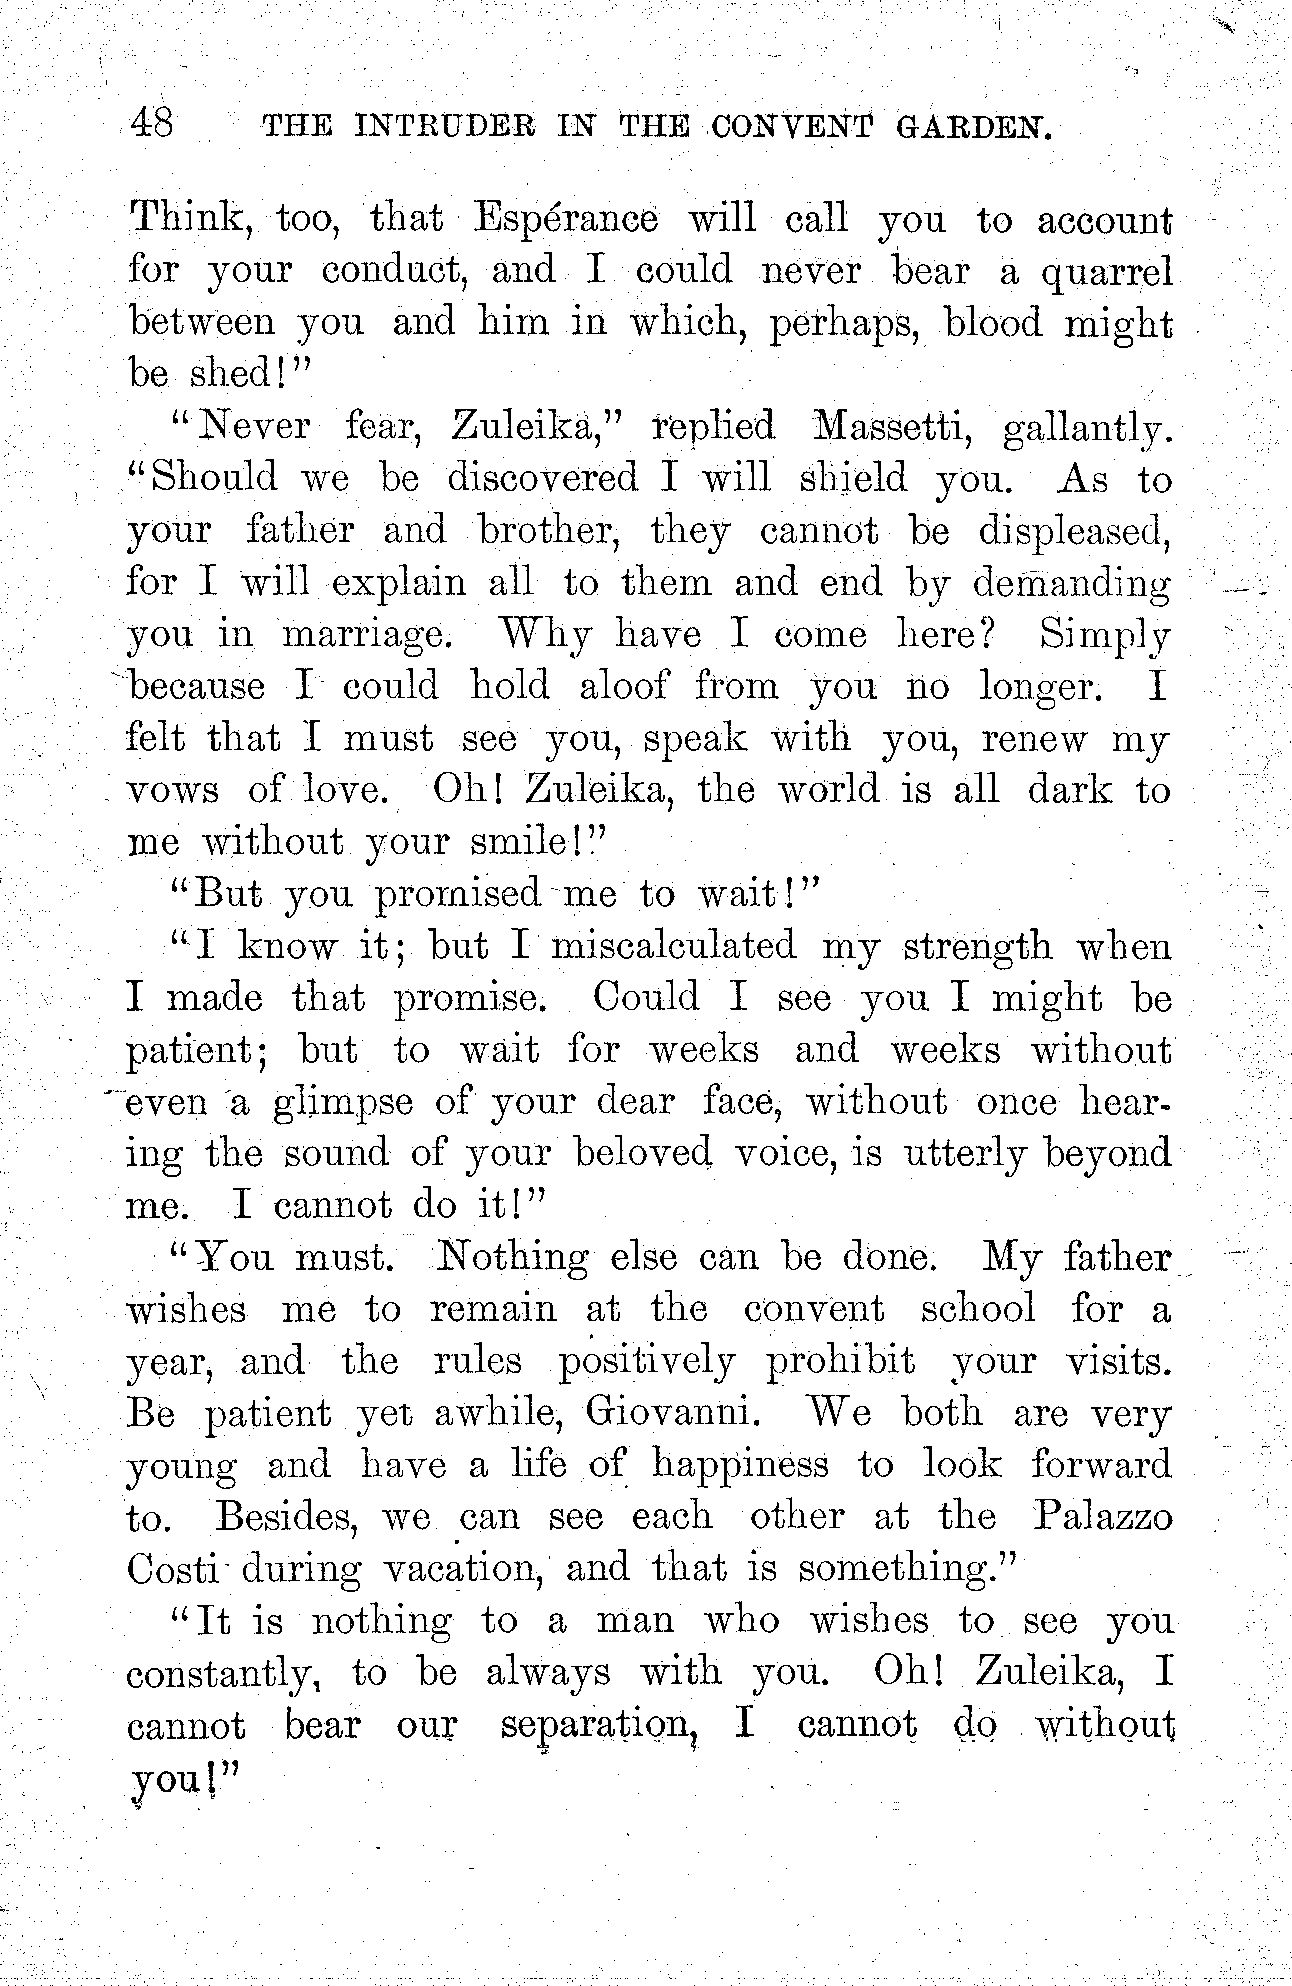 48 THE INTRUDER IN THE CONVENT GARDEN.
Think, too, that Espérance will call you to account
for your conduct, and I could never bear a quarrel
between you and him in which, perhaps, blood might
be shed!"
"Never fear, Zuleika," replied Massetti, gallantly.
"Should we be discovered I will shield you. As to
your father and brother, they cannot be displeased,
for I will explain all to them and end by demanding
you in marriage. Why have I come here? Simply
because I could hold aloof from you no longer. I
felt that I must see you, speak with you, renew my
vows of love. Oh! Zuleika, the world is all dark to
me without your smile!"
"But you promised me to wait!"
"I know it; but I miscalculated my strength when
I made that promise. Could I see you I might be
patient; but to wait for weeks and weeks without
even a glimpse of your dear face, without once hear-
ing the sound of your beloved voice, is utterly beyond
me. I cannot do it!"
"You must. Nothing else can be done. My father
wishes me to remain at the convent school for a
year, and the rules positively prohibit your visits.
Be patient yet awhile, Giovanni. We both are very
young and have a life of happiness to look forward
to. Besides, we can see each other at the Palazzo
Costi during vacation, and that is something."
"It is nothing to a man who wishes to see you
constantly, to be always with you. Oh! Zuleika, I
cannot bear our separation, I cannot do without
you!"